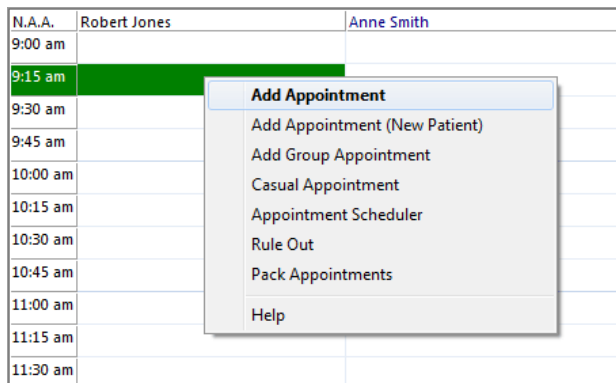 N.A.A. Robert Jones Anne Smith
9:00 am
9:15 am
Add Appointment
9:30 am
Add Appointment (New Patient)
9:45 am
Add Group Appointment
10:00 am
Casual Appointment
10:15 am
Appointment Scheduler
10:30 am
Rule Out
10:45 am
Pack Appointments
11:00 am
Help
11:15 am
11:30 am